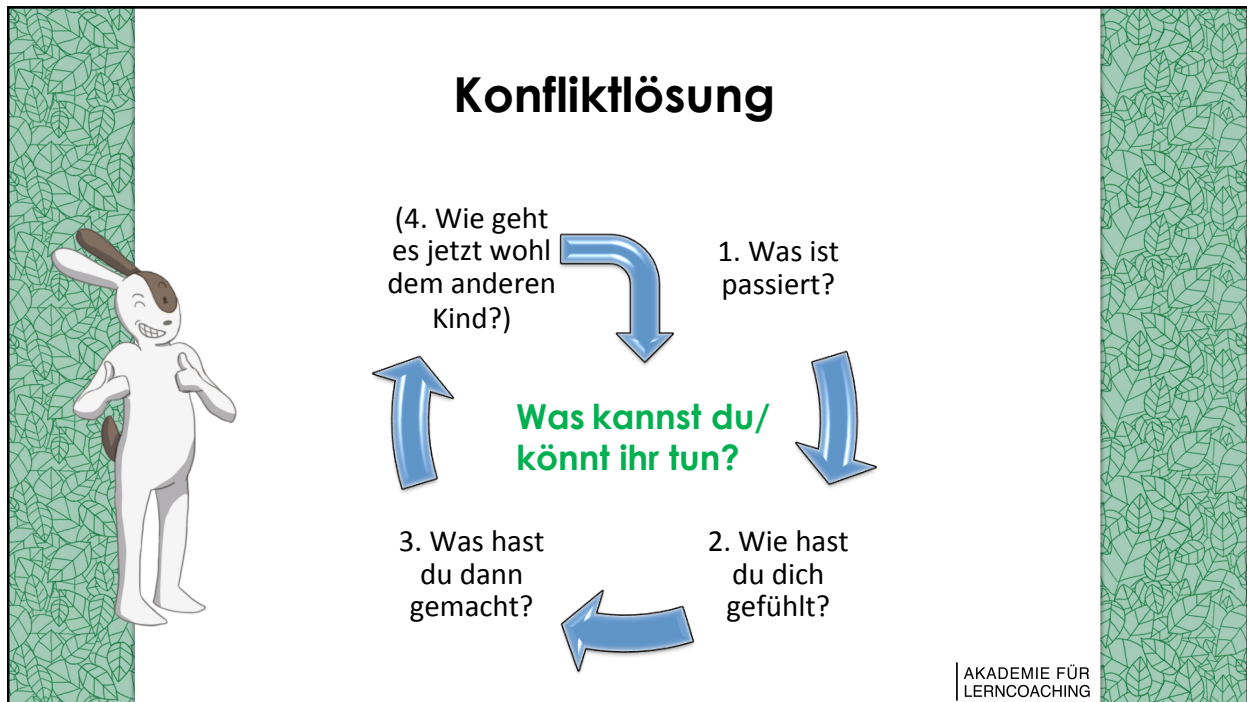 Konfliktlösung
(4. Wie geht
es jetzt wohl
dem anderen
Kind?)
1. Was ist
passiert?
Was kannst du/
könnt ihr tun?
3. Was hast
du dann
gemacht?
2. Wie hast
du dich
gefühlt?
AKADEMIE FÜR
LERNCOACHING